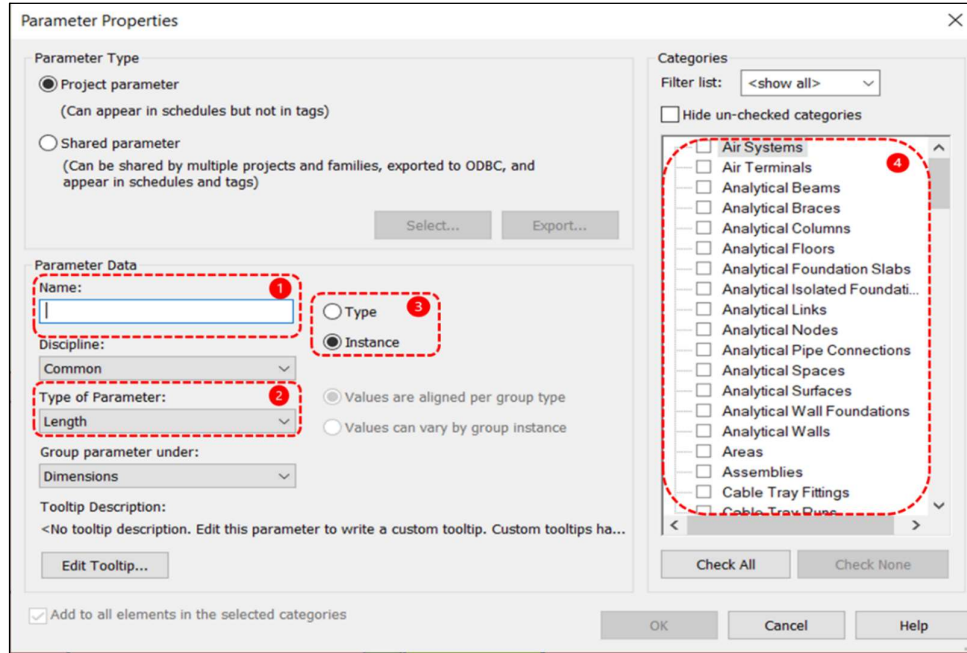 Parameter Properties
Parameter Type
Project parameter
(Can appear in schedules but not in tags)
Shared parameter
(Can be shared by multiple projects and families, exported to ODBC, and
appear in schedules and tags)
Select...
Export...
Parameter Data
Name:
1
Type
3
Instance
Discipline:
Common
Type of Parameter:
2
Length
Values are aligned per group type
Values can vary by group instance
Group parameter under:
Dimensions
Tooltip Description:
<No tooltip description. Edit this parameter to write a custom tooltip. Custom tooltips ha...
Edit Tooltip...
Add to all elements in the selected categories
Categories
Filter list:
<show all>
Hide un-checked categories
Air Systems
4
Air Terminals
Analytical Beams
Analytical Braces
Analytical Columns
Analytical Floors
Analytical Foundation Slabs
Analytical Isolated Foundati...
Analytical Links
Analytical Nodes
Analytical Pipe Connections
Analytical Spaces
Analytical Surfaces
Analytical Wall Foundations
Analytical Walls
Areas
Assemblies
Cable Tray Fittings
Cable Tray Runs
Check All
Check None
OK
Cancel
Help